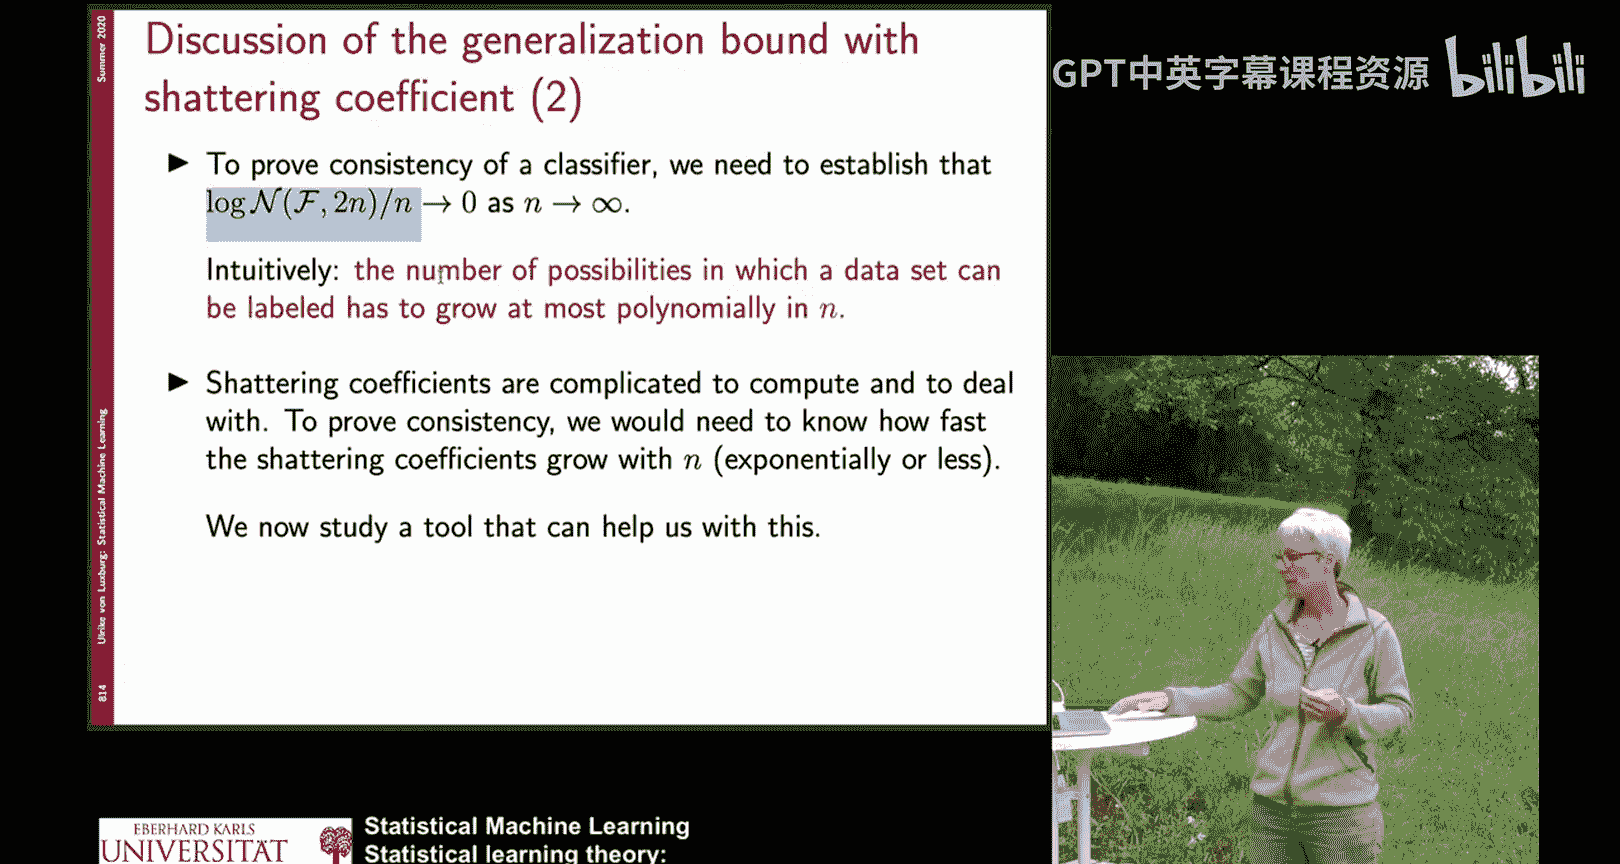 Discussion of the generalization bound with
shattering coefficient (2)
▶ To prove consistency of a classifier, we need to establish that
log 𝒩(ℱ, 2n)/n → 0 as n → ∞.
Intuitively: the number of possibilities in which a data set can
be labeled has to grow at most polynomially in n.
▶ Shattering coefficients are complicated to compute and to deal
with. To prove consistency, we would need to know how fast
the shattering coefficients grow with n (exponentially or less).
We now study a tool that can help us with this.
Summer 2020
Ulrike von Luxburg: Statistical Machine Learning
814
GPT中英字幕课程资源
bilibili
EBERHARD KARLS
UNIVERSITÄT
Statistical Machine Learning
Statistical learning theory: